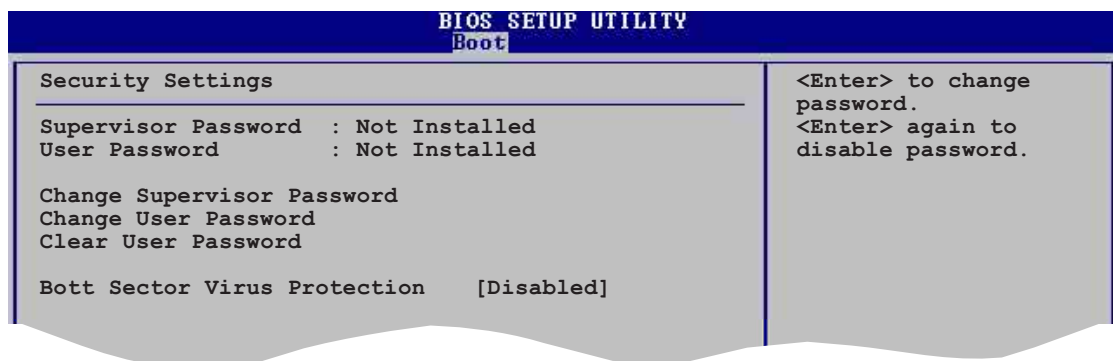 BIOS SETUP UTILITY
Boot
Security Settings
Supervisor Password : Not Installed
User Password : Not Installed
Change Supervisor Password
Change User Password
Clear User Password
Bott Sector Virus Protection [Disabled]
<Enter> to change
password.
<Enter> again to
disable password.